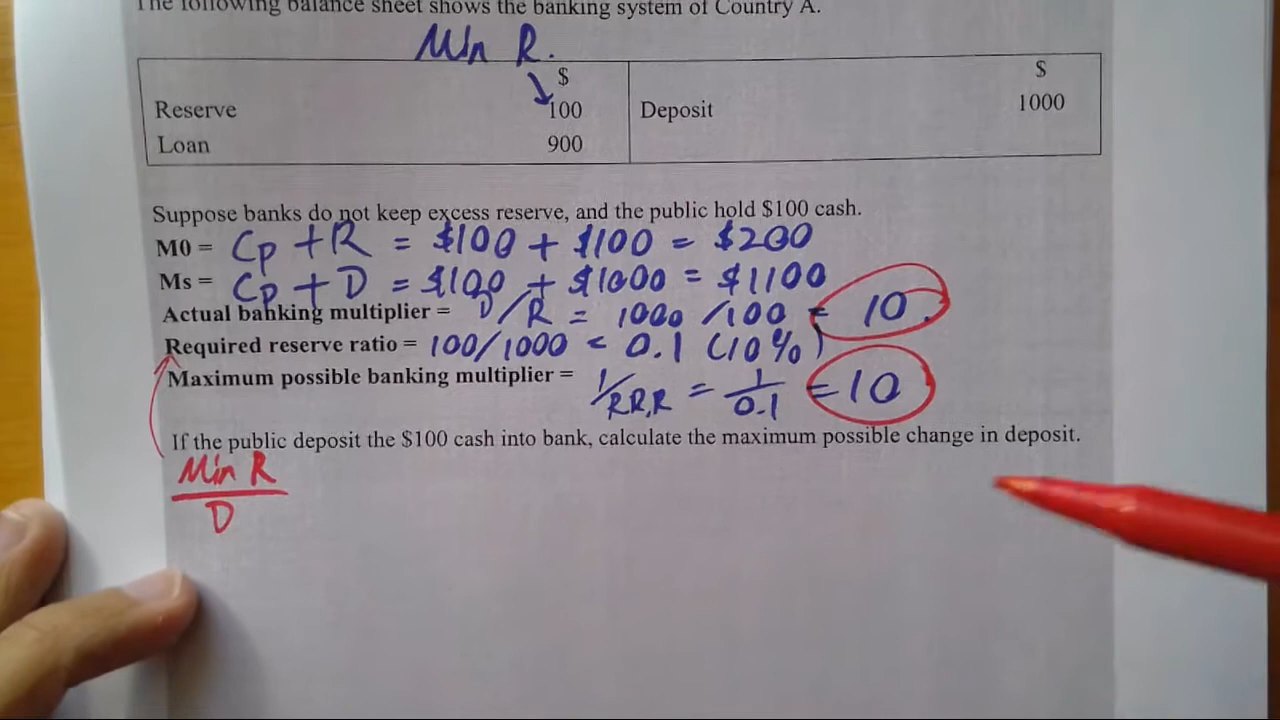 The following balance sheet shows the banking system of Country A.
Min R.
$ $
Reserve 100 Deposit 1000
Loan 900
Suppose banks do not keep excess reserve, and the public hold $100 cash.
M0 = Cp + R = $100 + $100 = $200
Ms = Cp + D = $100 + $1000 = $1100
Actual banking multiplier = D/R = 1000/100 = 10.
Required reserve ratio = 100/1000 = 0.1 (10%)
Maximum possible banking multiplier = 1/RRR = 1/0.1 = 10
If the public deposit the $100 cash into bank, calculate the maximum possible change in deposit.
Min R
D